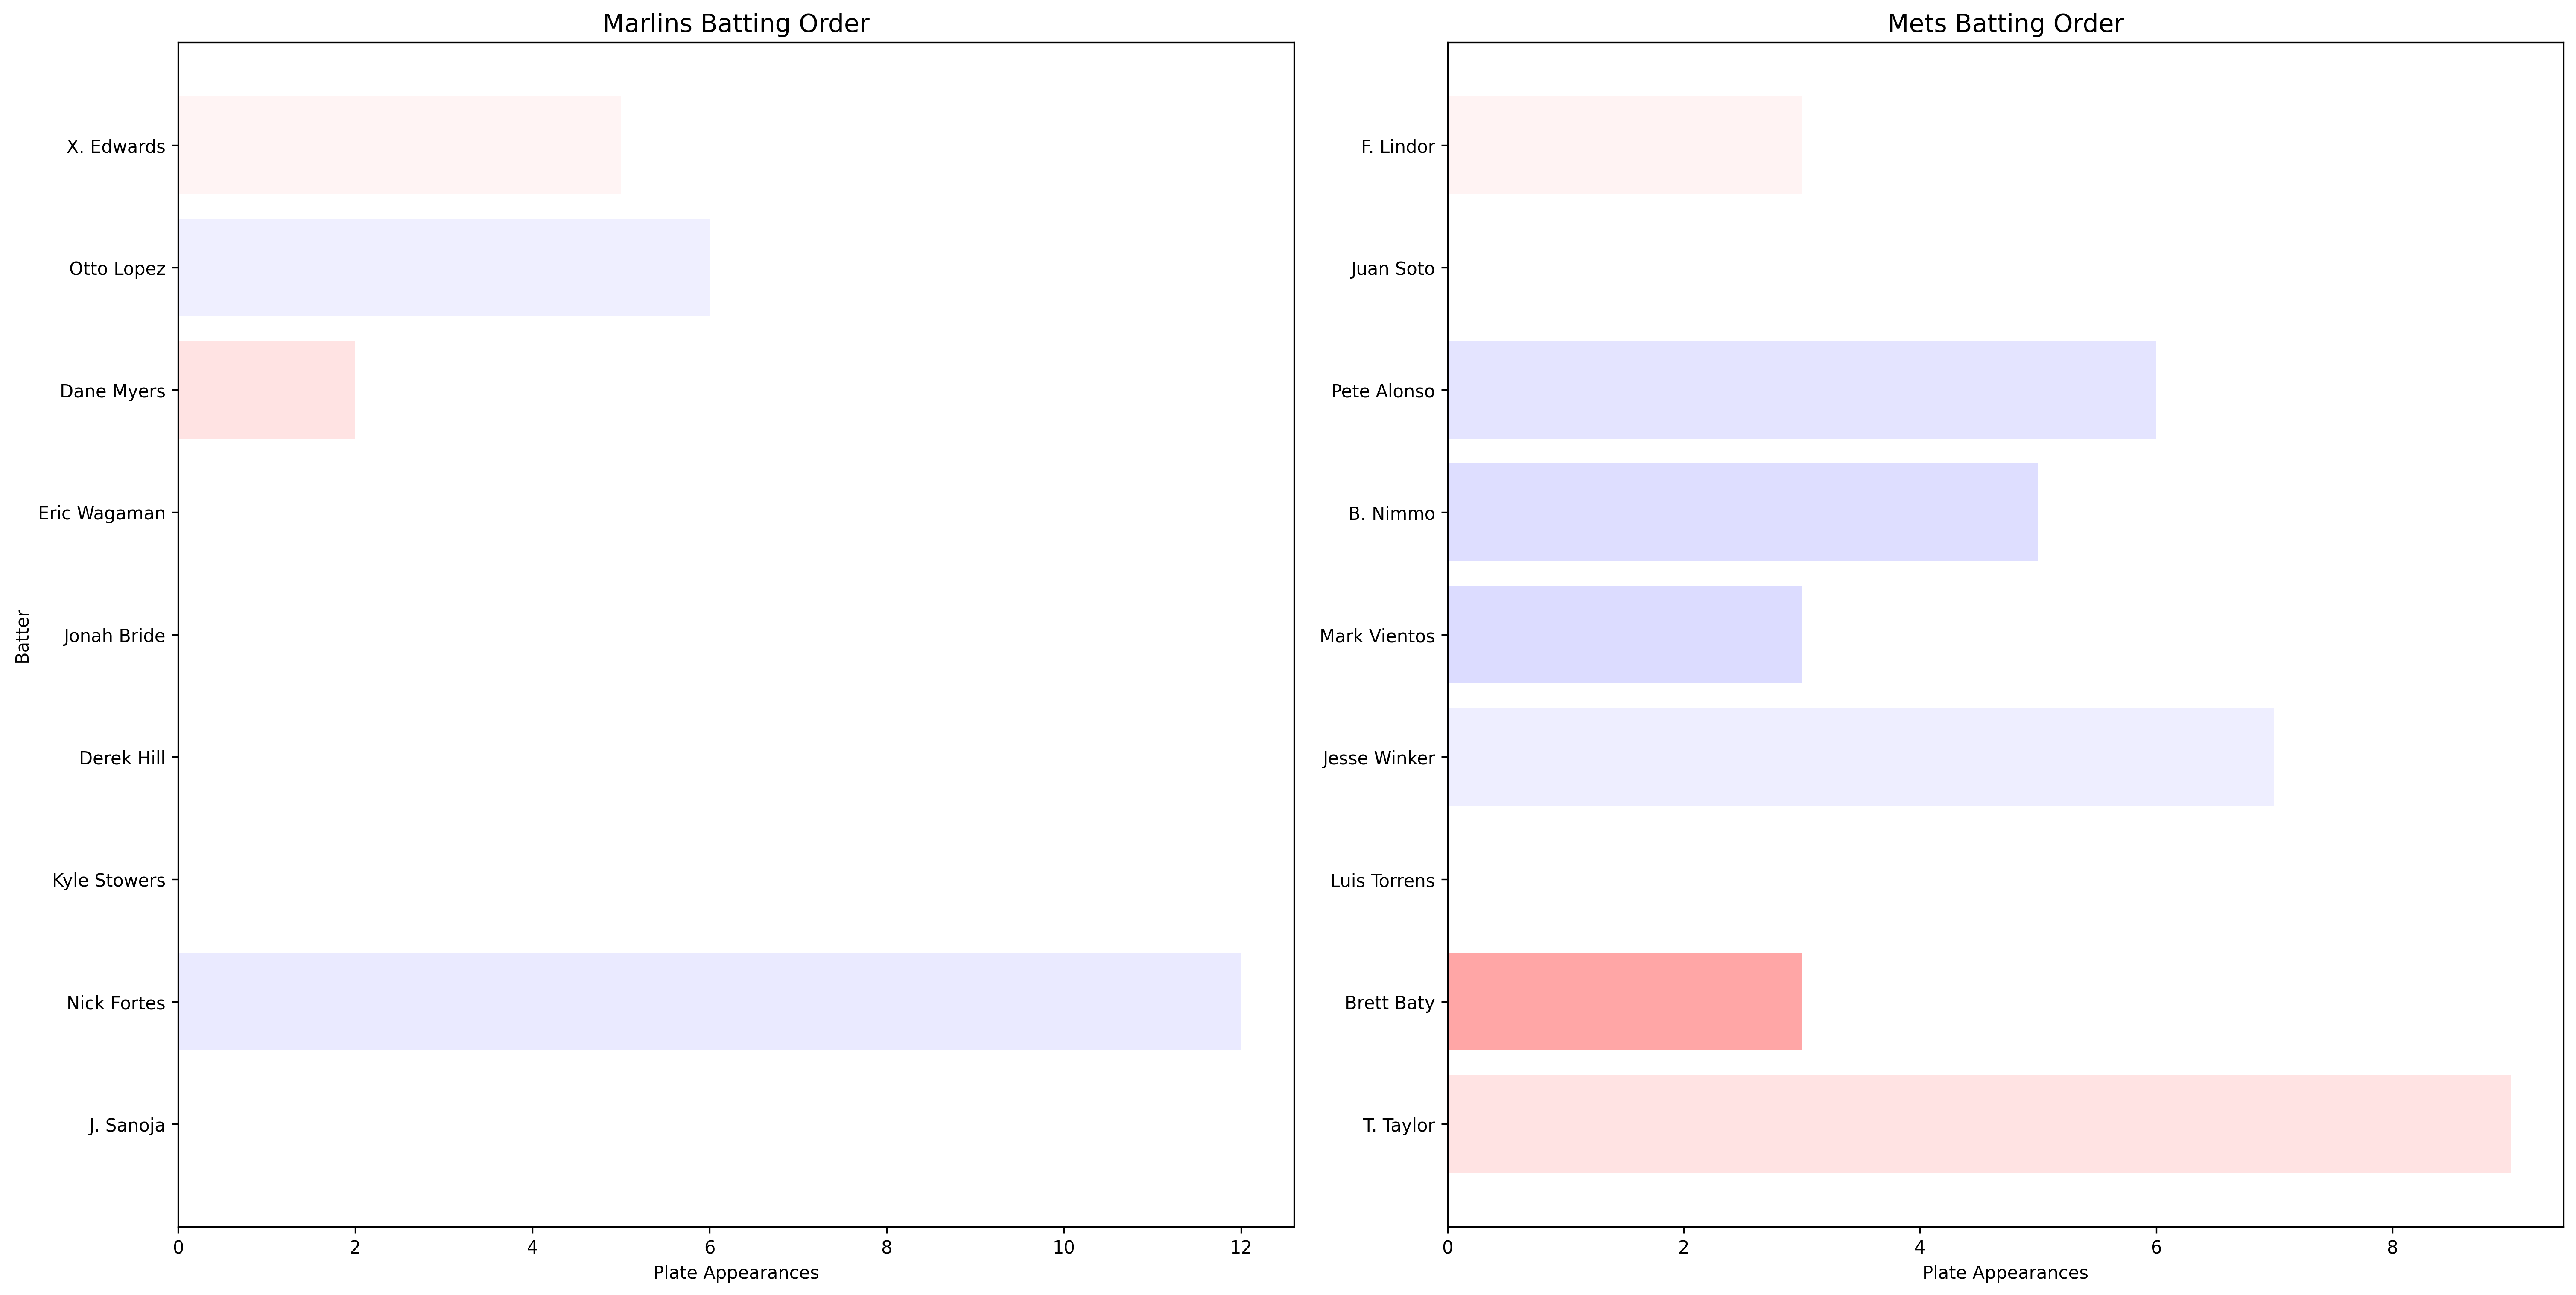 Marlins Batting Order
Batter
X. Edwards
Otto Lopez
Dane Myers
Eric Wagaman
Jonah Bride
Derek Hill
Kyle Stowers
Nick Fortes
J. Sanoja
0 2 4 6 8 10 12
Plate Appearances
Mets Batting Order
F. Lindor
Juan Soto
Pete Alonso
B. Nimmo
Mark Vientos
Jesse Winker
Luis Torrens
Brett Baty
T. Taylor
0 2 4 6 8
Plate Appearances